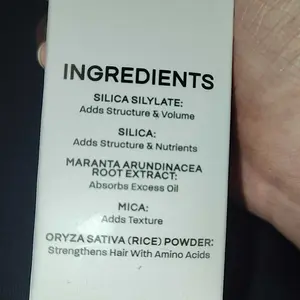 INGREDIENTS
SILICA SILYLATE:
Adds Structure & Volume
SILICA:
Adds Structure & Nutrients
MARANTA ARUNDINACEA
ROOT EXTRACT:
Absorbs Excess Oil
MICA:
Adds Texture
ORYZA SATIVA (RICE) POWDER:
Strengthens Hair With Amino Acids